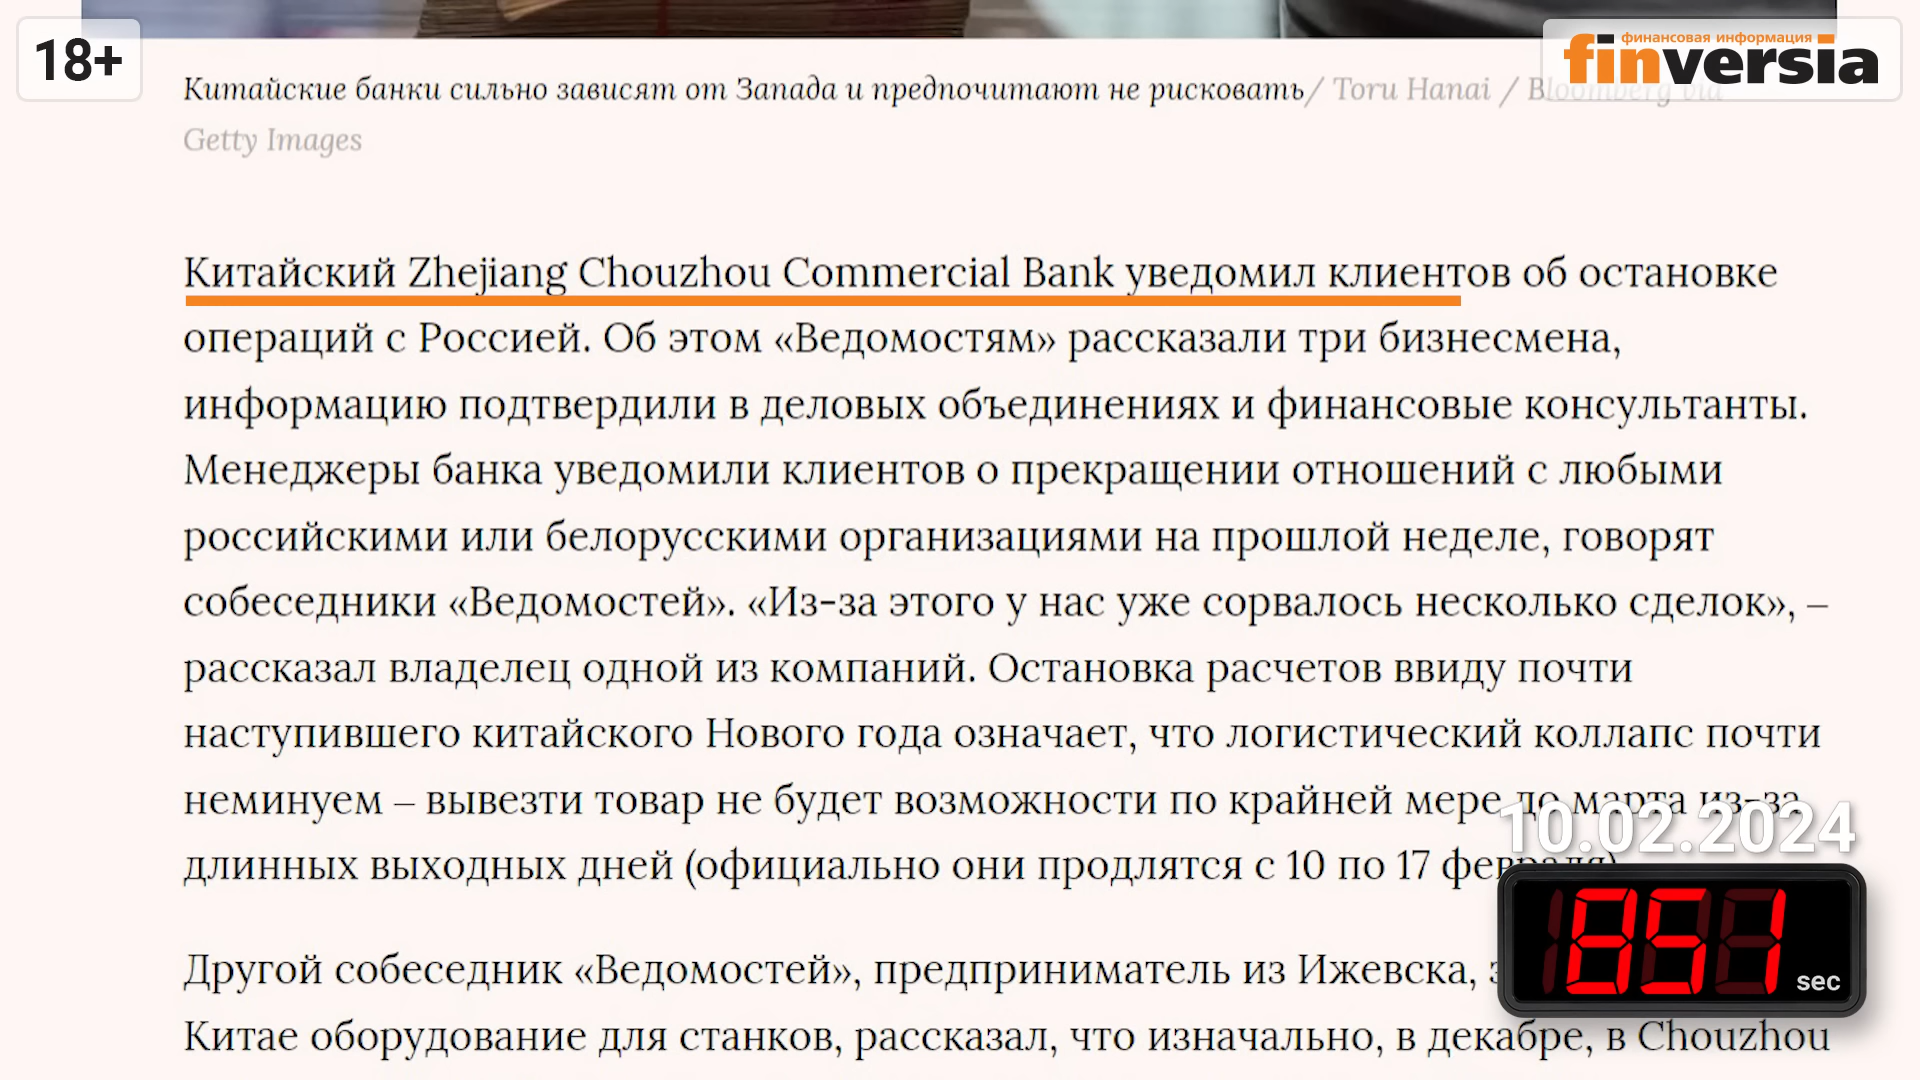 18+
финансовая информация
finversia
Китайские банки сильно зависят от Запада и предпочитают не рисковать/ Toru Hanai / Bloomberg via
Getty Images
Китайский Zhejiang Chouzhou Commercial Bank уведомил клиентов об остановке
операций с Россией. Об этом «Ведомостям» рассказали три бизнесмена,
информацию подтвердили в деловых объединениях и финансовые консультанты.
Менеджеры банка уведомили клиентов о прекращении отношений с любыми
российскими или белорусскими организациями на прошлой неделе, говорят
собеседники «Ведомостей». «Из-за этого у нас уже сорвалось несколько сделок», –
рассказал владелец одной из компаний. Остановка расчетов ввиду почти
наступившего китайского Нового года означает, что логистический коллапс почти
неминуем – вывезти товар не будет возможности по крайней мере до марта из-за
длинных выходных дней (официально они продлятся с 10 по 17 февраля)
10.02.2024
851 sec
Другой собеседник «Ведомостей», предприниматель из Ижевска,
Китае оборудование для станков, рассказал, что изначально, в декабре, в Chouzhou